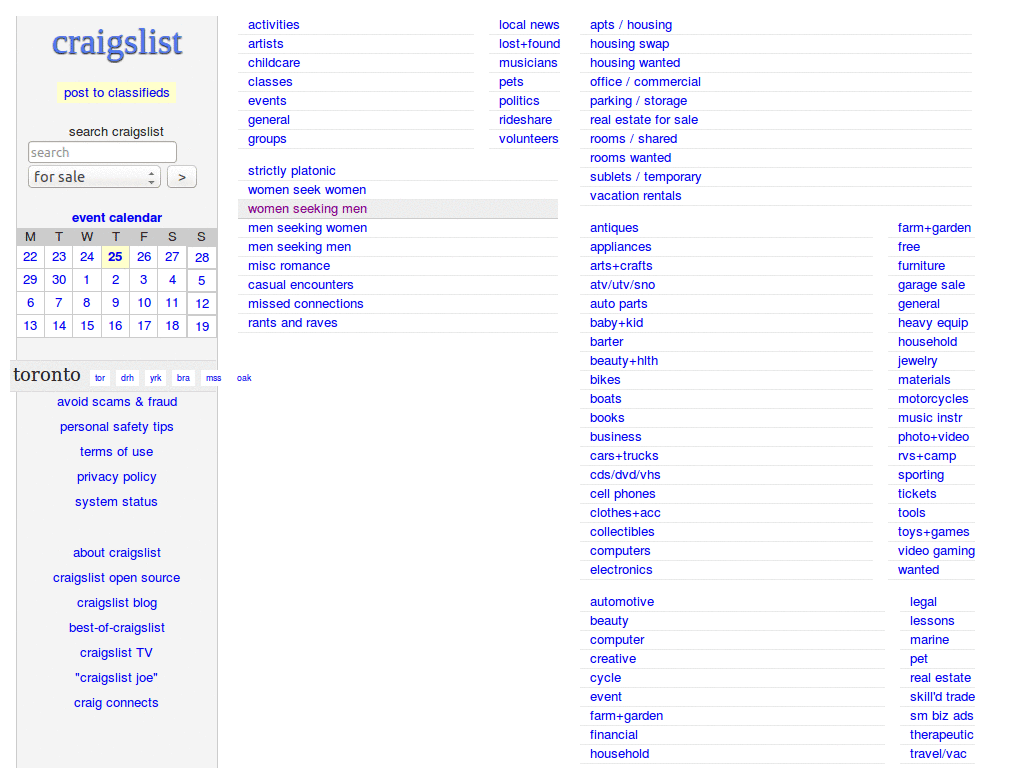 craigslist
post to classifieds
search craigslist
search
for sale >
event calendar
M T W T F S S
22 23 24 25 26 27 28
29 30 1 2 3 4 5
6 7 8 9 10 11 12
13 14 15 16 17 18 19
toronto tor drh yrk bra mss oak
avoid scams & fraud
personal safety tips
terms of use
privacy policy
system status
about craigslist
craigslist open source
craigslist blog
best-of-craigslist
craigslist TV
"craigslist joe"
craig connects
activities
artists
childcare
classes
events
general
groups
local news
lost+found
musicians
pets
politics
rideshare
volunteers
strictly platonic
women seek women
women seeking men
men seeking women
men seeking men
misc romance
casual encounters
missed connections
rants and raves
apts / housing
housing swap
housing wanted
office / commercial
parking / storage
real estate for sale
rooms / shared
rooms wanted
sublets / temporary
vacation rentals
antiques
appliances
arts+crafts
atv/utv/sno
auto parts
baby+kid
barter
beauty+hlth
bikes
boats
books
business
cars+trucks
cds/dvd/vhs
cell phones
clothes+acc
collectibles
computers
electronics
farm+garden
free
furniture
garage sale
general
heavy equip
household
jewelry
materials
motorcycles
music instr
photo+video
rvs+camp
sporting
tickets
tools
toys+games
video gaming
wanted
automotive
beauty
computer
creative
cycle
event
farm+garden
financial
household
legal
lessons
marine
pet
real estate
skill'd trade
sm biz ads
therapeutic
travel/vac